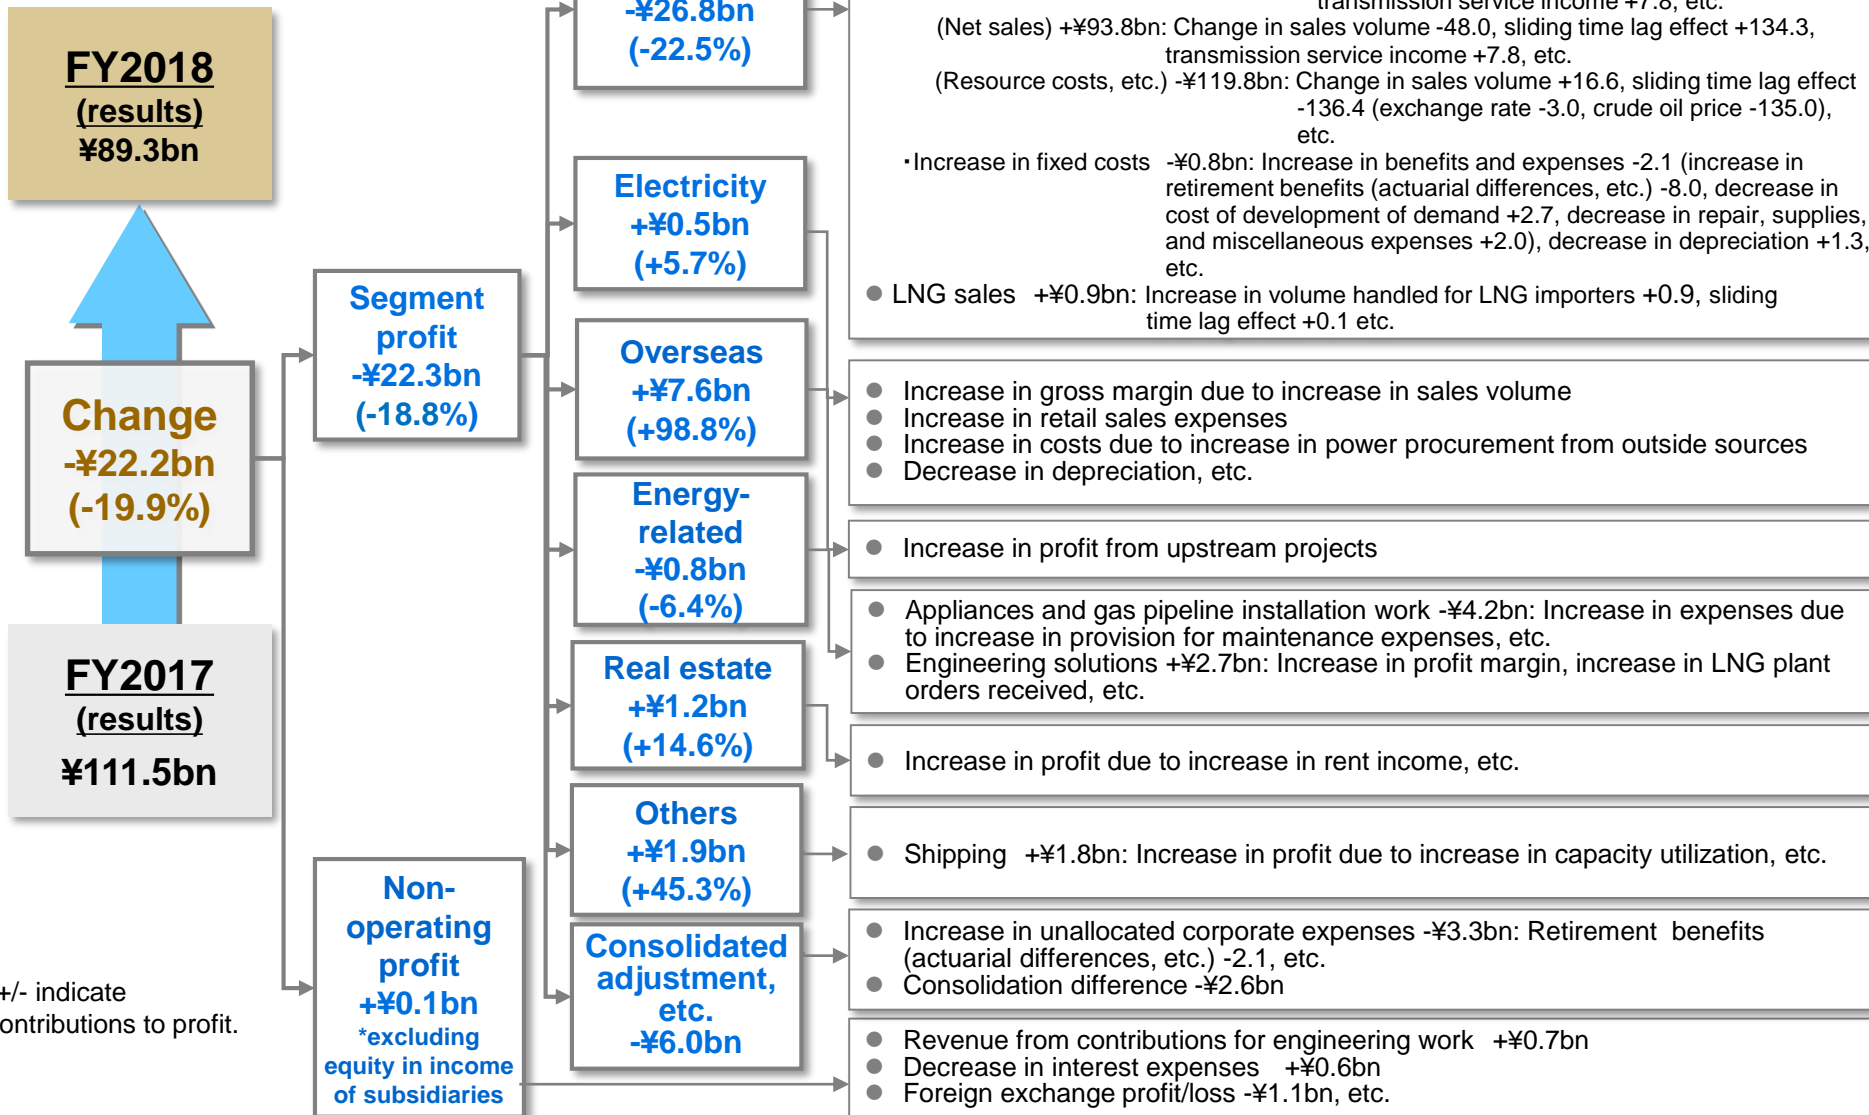 FY2018
(results)
¥89.3bn
Change
-¥22.2bn
(-19.9%)
FY2017
(results)
¥111.5bn
+/- indicate
ontributions to profit.
Segment
profit
-¥22.3bn
(-18.8%)
Non-
operating
profit
+¥0.1bn
*excluding
equity in income
of subsidiaries
-¥26.8bn
(-22.5%)
Electricity
+¥0.5bn
(+5.7%)
Overseas
+¥7.6bn
(+98.8%)
Energy-
related
-¥0.8bn
(-6.4%)
Real estate
+¥1.2bn
(+14.6%)
Others
+¥1.9bn
(+45.3%)
Consolidated
adjustment,
etc.
-¥6.0bn
transmission service income +7.8, etc.
(Net sales) +¥93.8bn: Change in sales volume -48.0, sliding time lag effect +134.3,
transmission service income +7.8, etc.
(Resource costs, etc.) -¥119.8bn: Change in sales volume +16.6, sliding time lag effect
-136.4 (exchange rate -3.0, crude oil price -135.0),
etc.
・Increase in fixed costs -¥0.8bn: Increase in benefits and expenses -2.1 (increase in
retirement benefits (actuarial differences, etc.) -8.0, decrease in
cost of development of demand +2.7, decrease in repair, supplies,
and miscellaneous expenses +2.0), decrease in depreciation +1.3,
etc.
● LNG sales +¥0.9bn: Increase in volume handled for LNG importers +0.9, sliding
time lag effect +0.1 etc.
● Increase in gross margin due to increase in sales volume
● Increase in retail sales expenses
● Increase in costs due to increase in power procurement from outside sources
● Decrease in depreciation, etc.
● Increase in profit from upstream projects
● Appliances and gas pipeline installation work -¥4.2bn: Increase in expenses due
to increase in provision for maintenance expenses, etc.
● Engineering solutions +¥2.7bn: Increase in profit margin, increase in LNG plant
orders received, etc.
● Increase in profit due to increase in rent income, etc.
● Shipping +¥1.8bn: Increase in profit due to increase in capacity utilization, etc.
● Increase in unallocated corporate expenses -¥3.3bn: Retirement benefits
(actuarial differences, etc.) -2.1, etc.
● Consolidation difference -¥2.6bn
● Revenue from contributions for engineering work +¥0.7bn
● Decrease in interest expenses +¥0.6bn
● Foreign exchange profit/loss -¥1.1bn, etc.